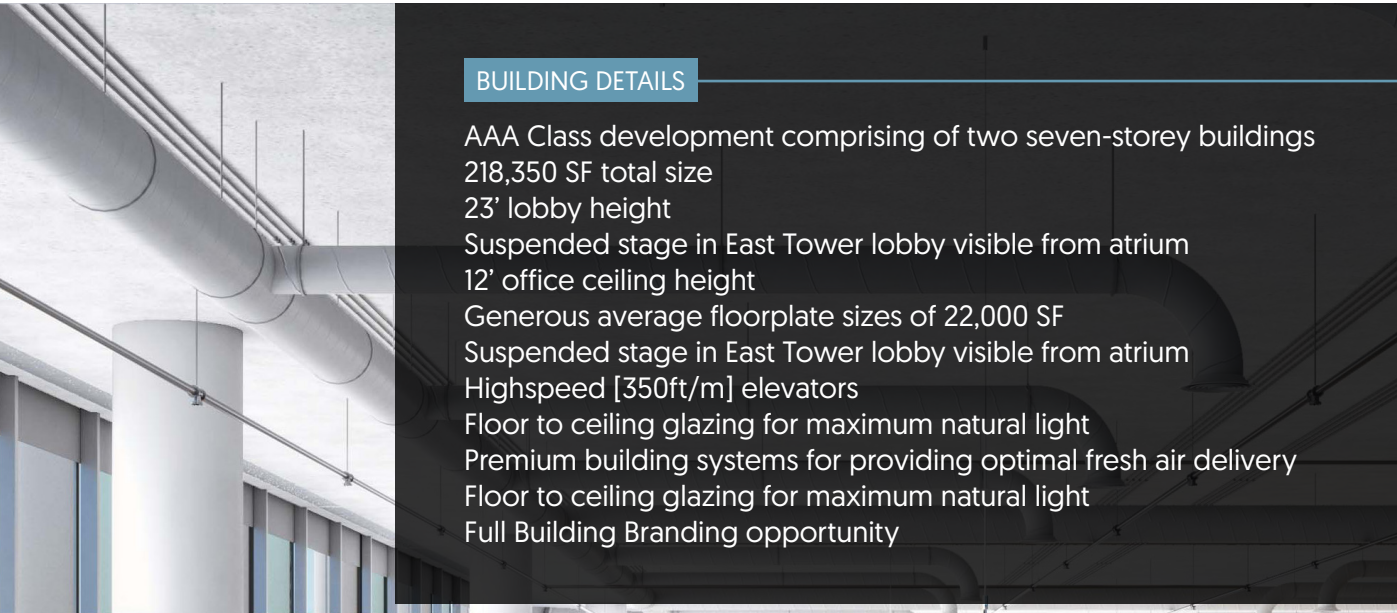 BUILDING DETAILS
AAA Class development comprising of two seven-storey buildings
218,350 SF total size
23’ lobby height
Suspended stage in East Tower lobby visible from atrium
12’ office ceiling height
Generous average floorplate sizes of 22,000 SF
Suspended stage in East Tower lobby visible from atrium
Highspeed [350ft/m] elevators
Floor to ceiling glazing for maximum natural light
Premium building systems for providing optimal fresh air delivery
Floor to ceiling glazing for maximum natural light
Full Building Branding opportunity